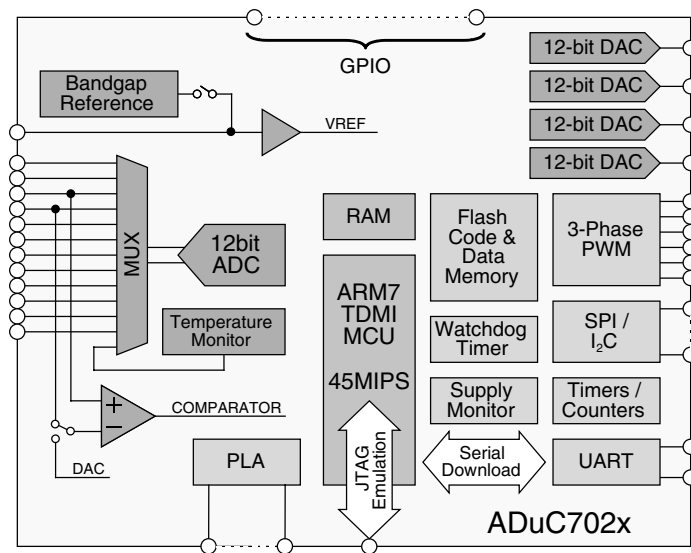 GPIO
12-bit DAC
12-bit DAC
12-bit DAC
12-bit DAC
Bandgap
Reference
VREF
MUX
12bit
ADC
Temperature
Monitor
RAM
ARM7
TDMI
MCU
45MIPS
Flash
Code &
Data
Memory
3-Phase
PWM
Watchdog
Timer
SPI /
I2C
Supply
Monitor
Timers /
Counters
+
−
COMPARATOR
DAC
PLA
JTAG
Emulation
Serial
Download
UART
ADuC702x